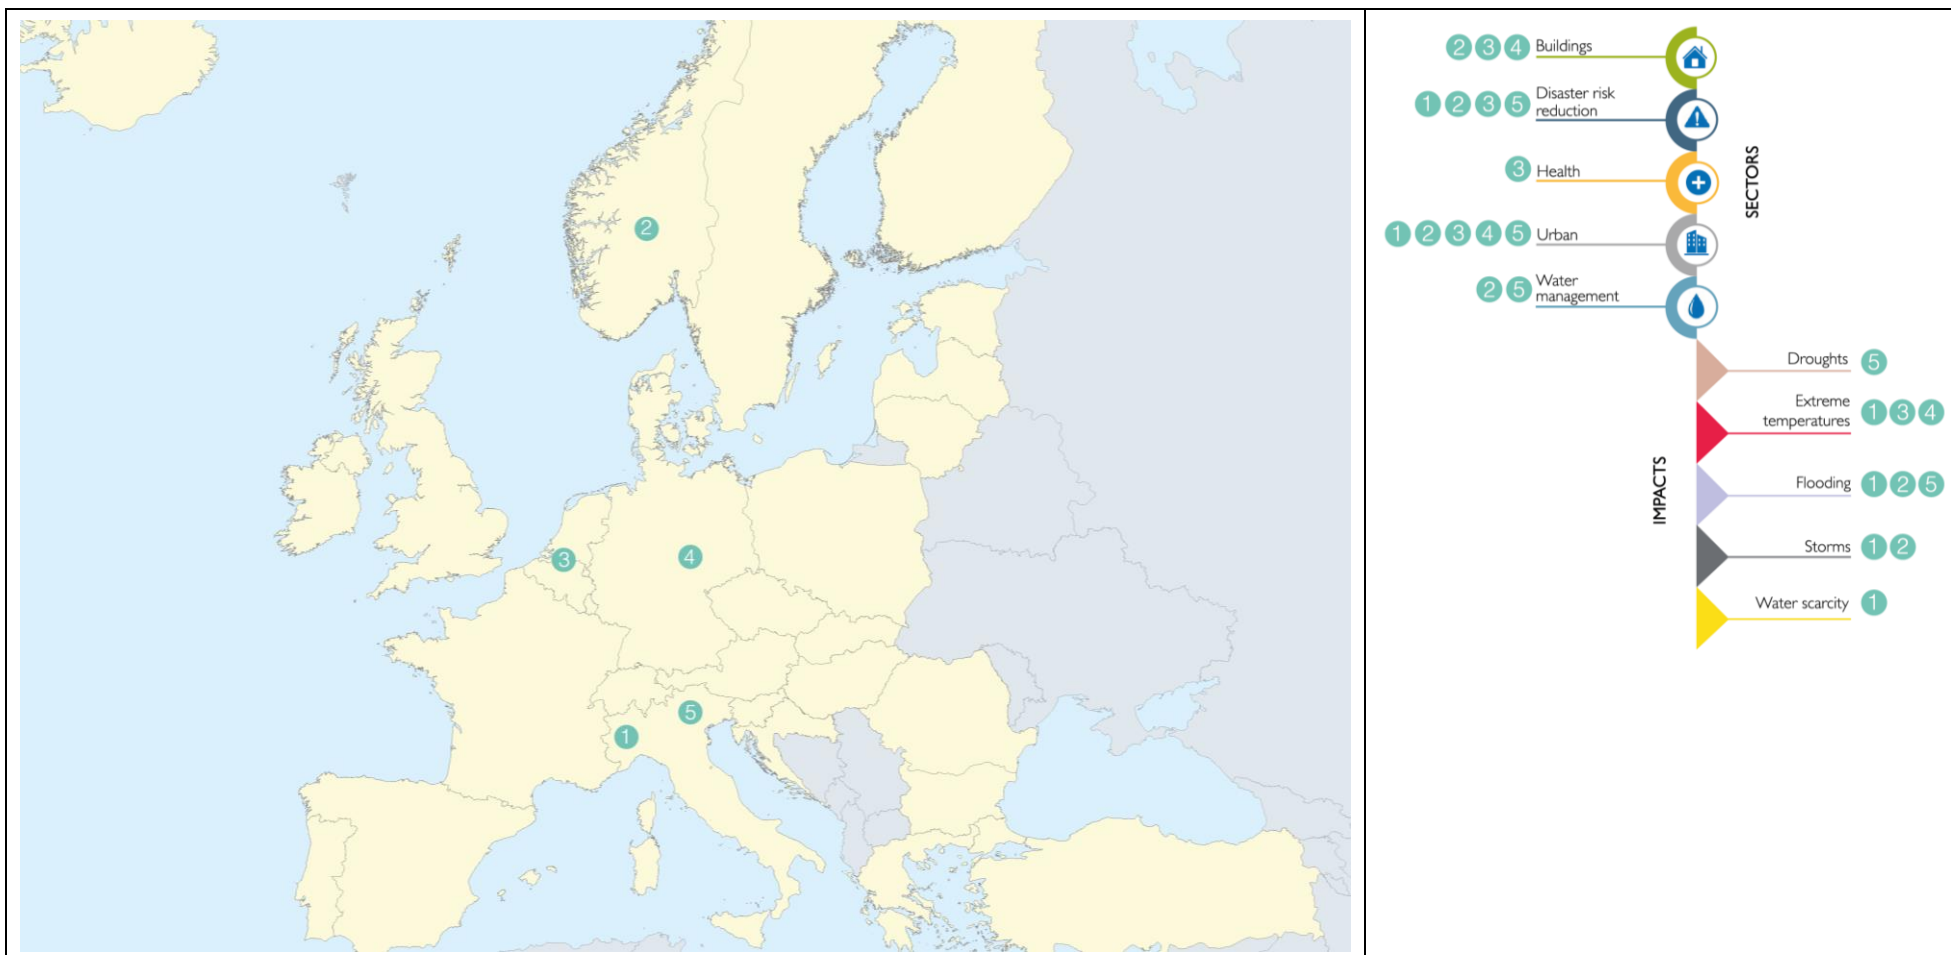 2
3
4
1
5
2 3 4 Buildings
1 2 3 5 Disaster risk
reduction
3 Health
1 2 3 4 5 Urban
2 5 Water
management
SECTORS
Droughts 5
Extreme
temperatures 1 3 4
Flooding 1 2 5
Storms 1 2
Water scarcity 1
IMPACTS